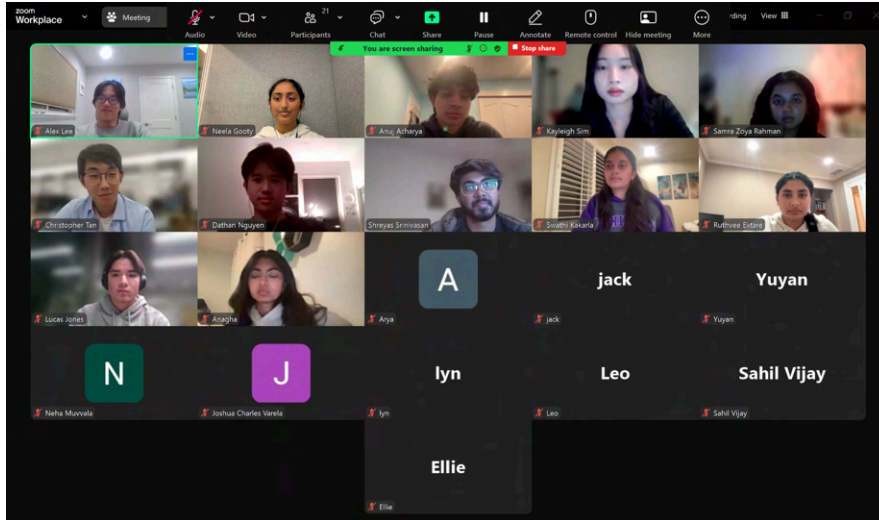 zoom
Workplace
Meeting
21
rding
View
Audio
Video
Participants
Chat
Share
Pause
Annotate
Remote control
Hide meeting
More
You are screen sharing
Stop share
Alex Lee
Neela Gooty
Anuj Acharya
Kayleigh Sim
Samra Zoya Rahman
Christopher Tan
Dathan Nguyen
Shreyas Srinivasan
Swathi Kakarla
Ruthvee Ektare
Lucas Jones
Anagha
A
Arya
jack
jack
Yuyan
Yuyan
N
Neha Muvvala
J
Joshua Charles Varela
lyn
lyn
Leo
Leo
Sahil Vijay
Sahil Vijay
Ellie
Ellie